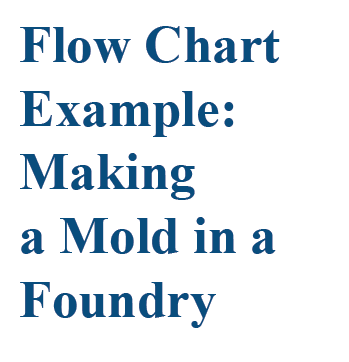 Flow Chart
Example:
Making
a Mold in a
Foundry